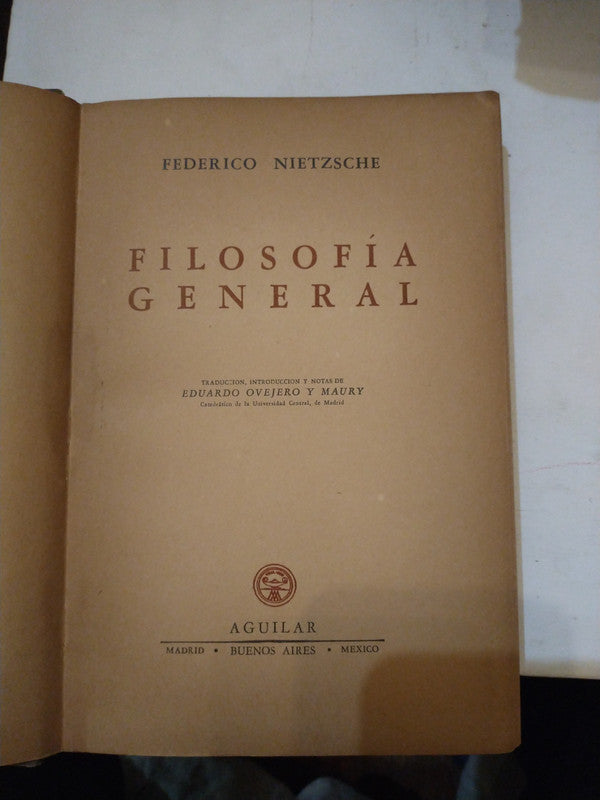 FEDERICO NIETZSCHE
FILOSOFÍA
GENERAL
TRADUCCION, INTRODUCCION Y NOTAS DE
EDUARDO OVEJERO Y MAURY
Catedrático de la Universidad Central, de Madrid
AGUILAR
MADRID • BUENOS AIRES • MEXICO